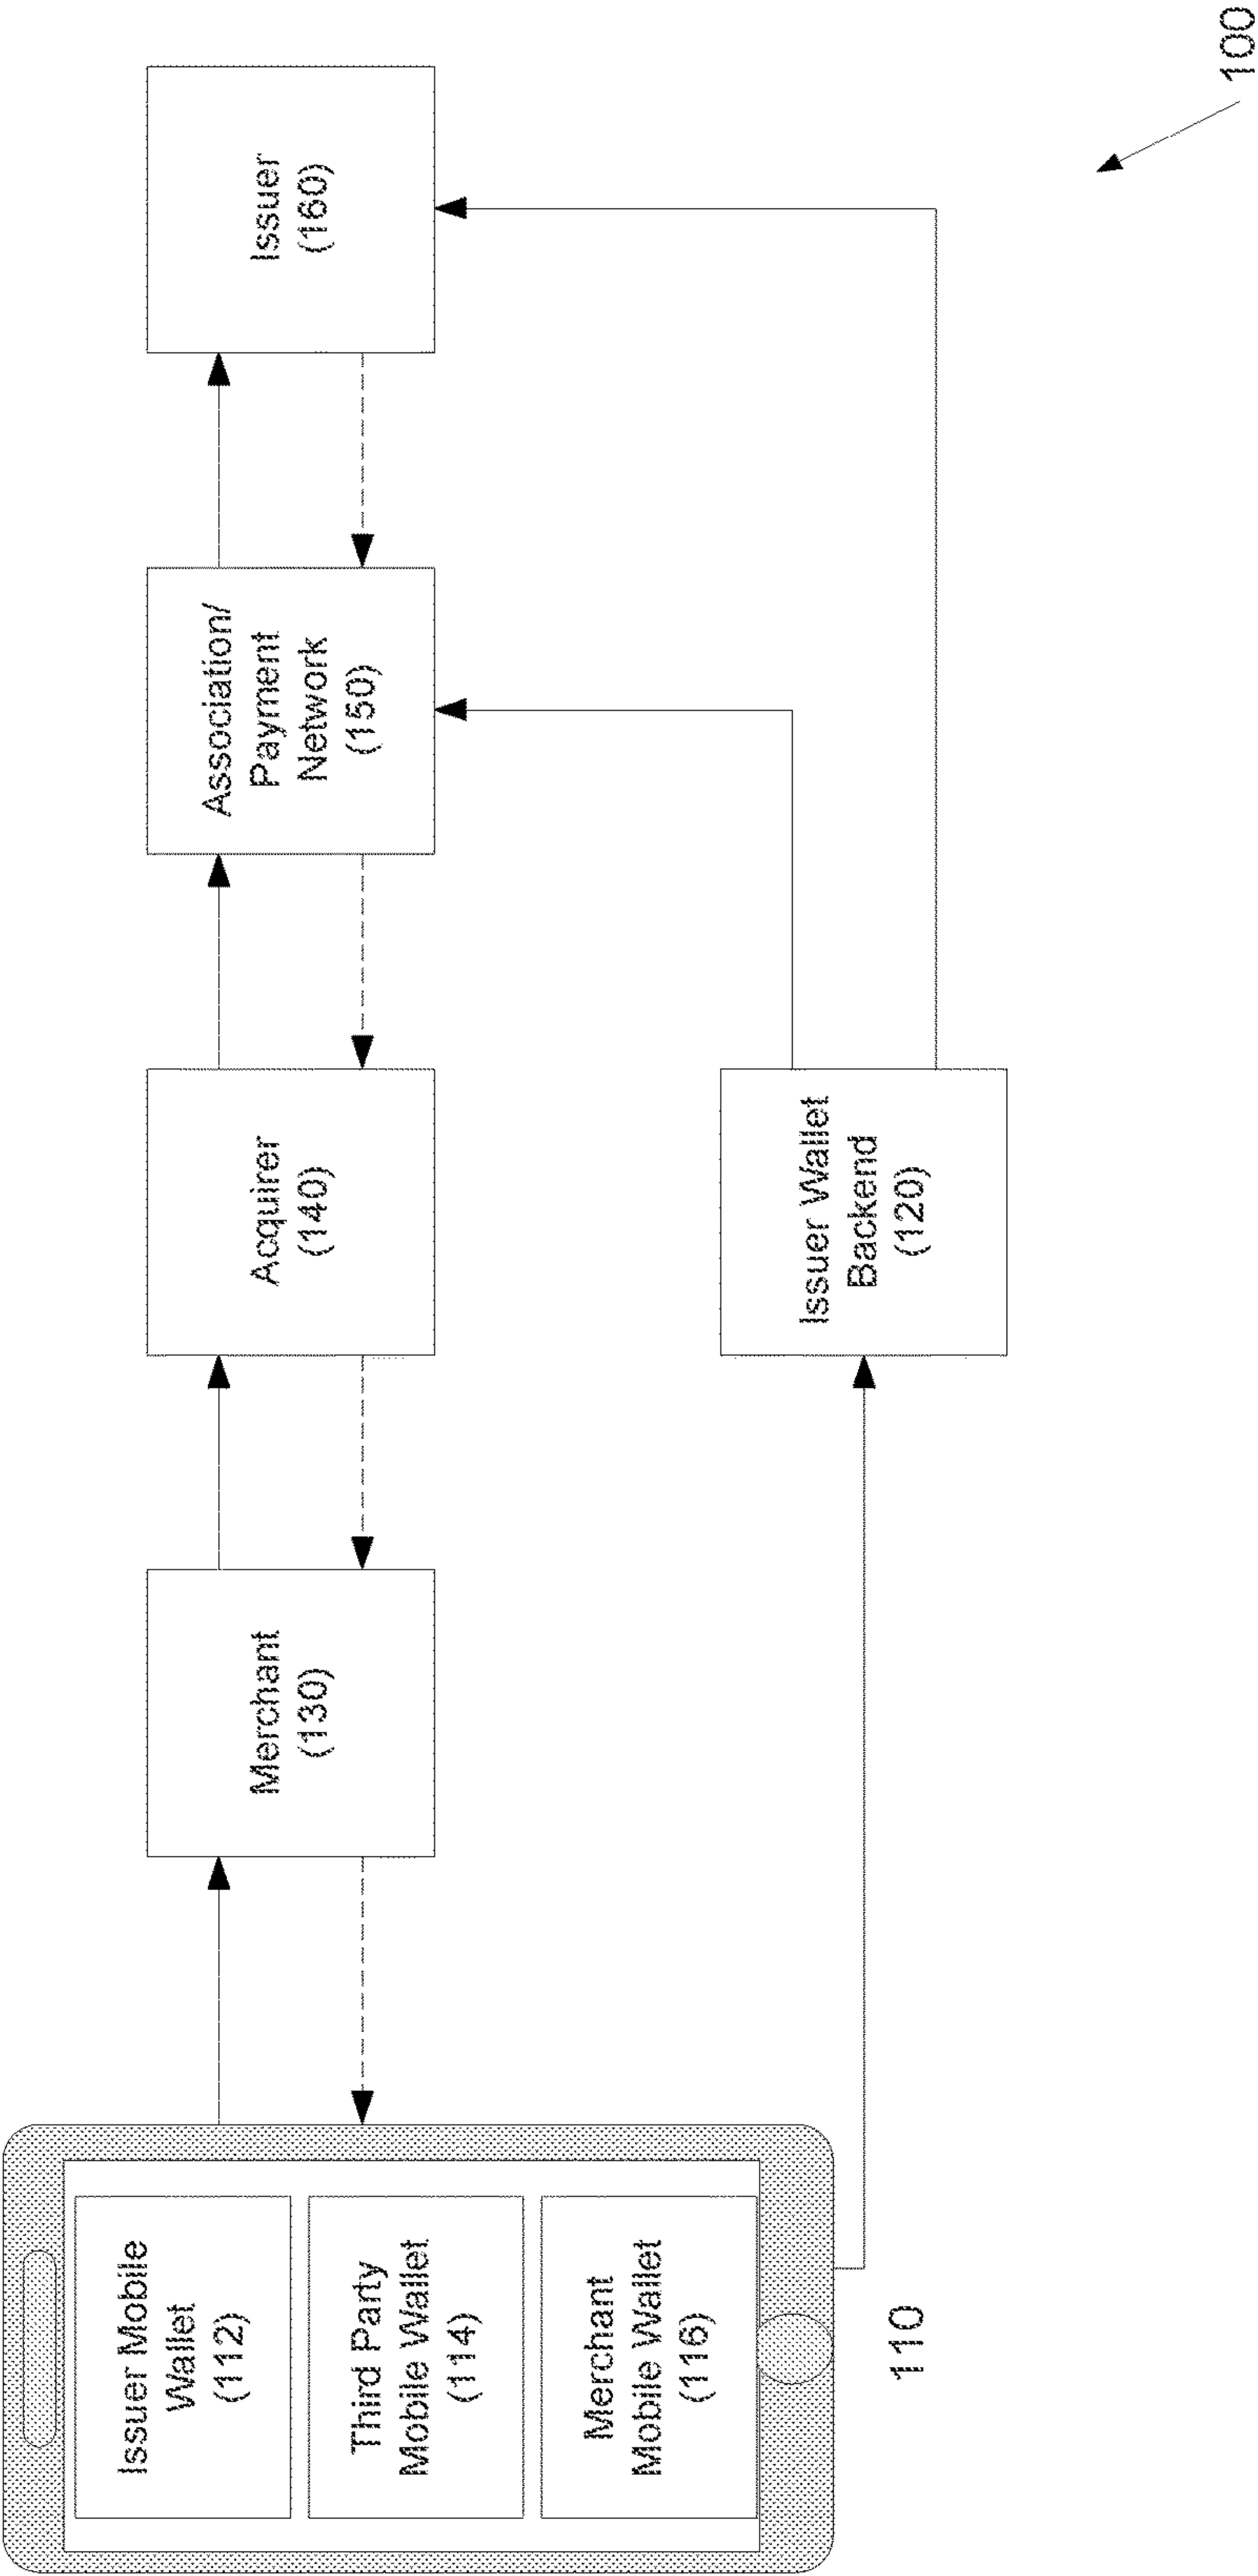 Issuer Mobile
Wallet
(112)
Third Party
Mobile Wallet
(114)
Merchant
Mobile Wallet
(116)
110
Merchant
(130)
Acquirer
(140)
Association/
Payment
Network
(150)
Issuer
(160)
Issuer Wallet
Backend
(120)
100